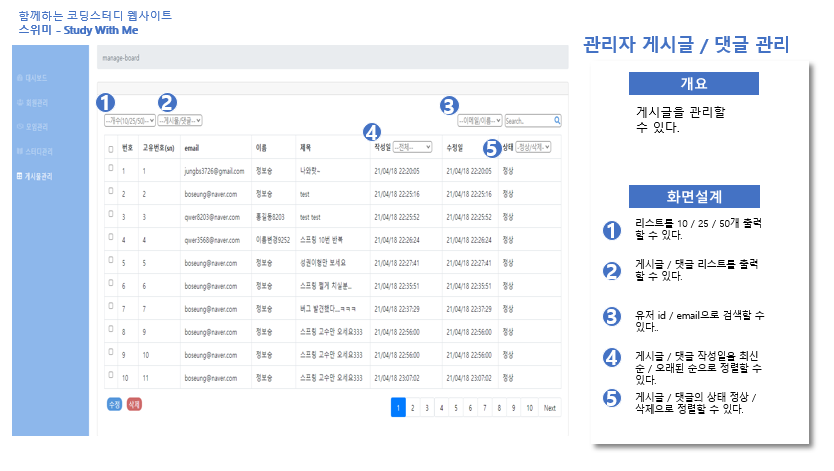 함께하는 코딩스터디 웹사이트
스위미 - Study With Me
관리자 게시글 / 댓글 관리
manage-board
대시보드
회원관리
모임관리
스터디관리
게시물관리
1 2 3
--개수(10/25/50)-- --게시물/댓글-- --이메일/이름-- Search..
4 5
번호 고유번호(sn) email 이름 제목 작성일 --전체-- 수정일 상태 -정상/삭제-
1 1 jungbs3726@gmail.com 정보승 나와랏~ 21/04/18 22:20:05 21/04/18 22:20:05 정상
2 2 boseung@naver.com 정보승 test 21/04/18 22:25:16 21/04/18 22:25:16 정상
3 3 qwer8203@naver.com 홍길동8203 test test 21/04/18 22:25:52 21/04/18 22:25:52 정상
4 4 qwer3568@naver.com 이름변경9252 스프링 10번 반복 21/04/18 22:26:24 21/04/18 22:26:24 정상
5 5 boseung@naver.com 정보승 성권이형만 보세요 21/04/18 22:27:41 21/04/18 22:27:41 정상
6 6 boseung@naver.com 정보승 스프링 빨게 치실분.. 21/04/18 22:35:51 21/04/18 22:35:51 정상
7 7 boseung@naver.com 정보승 버그 발견했다...ㅋㅋㅋ 21/04/18 22:37:29 21/04/18 22:37:29 정상
8 9 boseung@naver.com 정보승 스프링 교수만 오세요333 21/04/18 22:56:00 21/04/18 22:56:00 정상
9 10 boseung@naver.com 정보승 스프링 교수만 오세요333 21/04/18 22:56:00 21/04/18 22:56:00 정상
10 11 boseung@naver.com 정보승 스프링 교수만 오세요333 21/04/18 23:07:02 21/04/18 23:07:02 정상
수정 삭제
1 2 3 4 5 6 7 8 9 10 Next
개요
게시글을 관리할
수 있다.
화면설계
1 리스트를 10 / 25 / 50개 출력
할 수 있다.
2 게시글 / 댓글 리스트를 출력
할 수 있다.
3 유저 id / email으로 검색할 수
있다..
4 게시글 / 댓글 작성일을 최신
순 / 오래된 순으로 정렬할 수
있다.
5 게시글 / 댓글의 상태 정상 /
삭제으로 정렬할 수 있다.